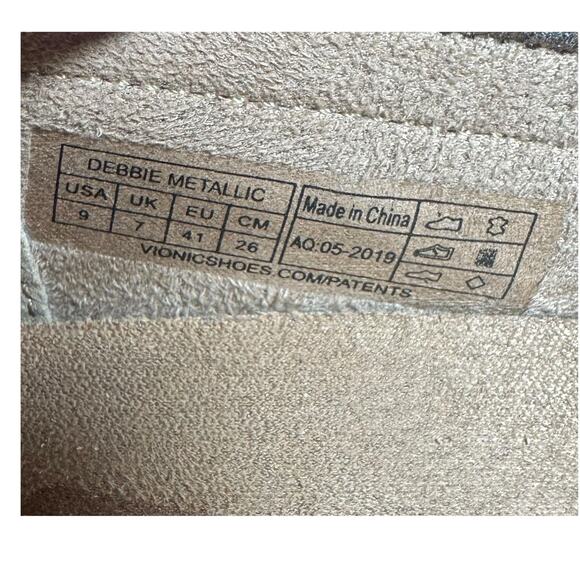 DEBBIE METALLIC
USA UK EU CM
9 7 41 26
Made in China
AQ:05-2019
VIONICSHOES.COM/PATENTS